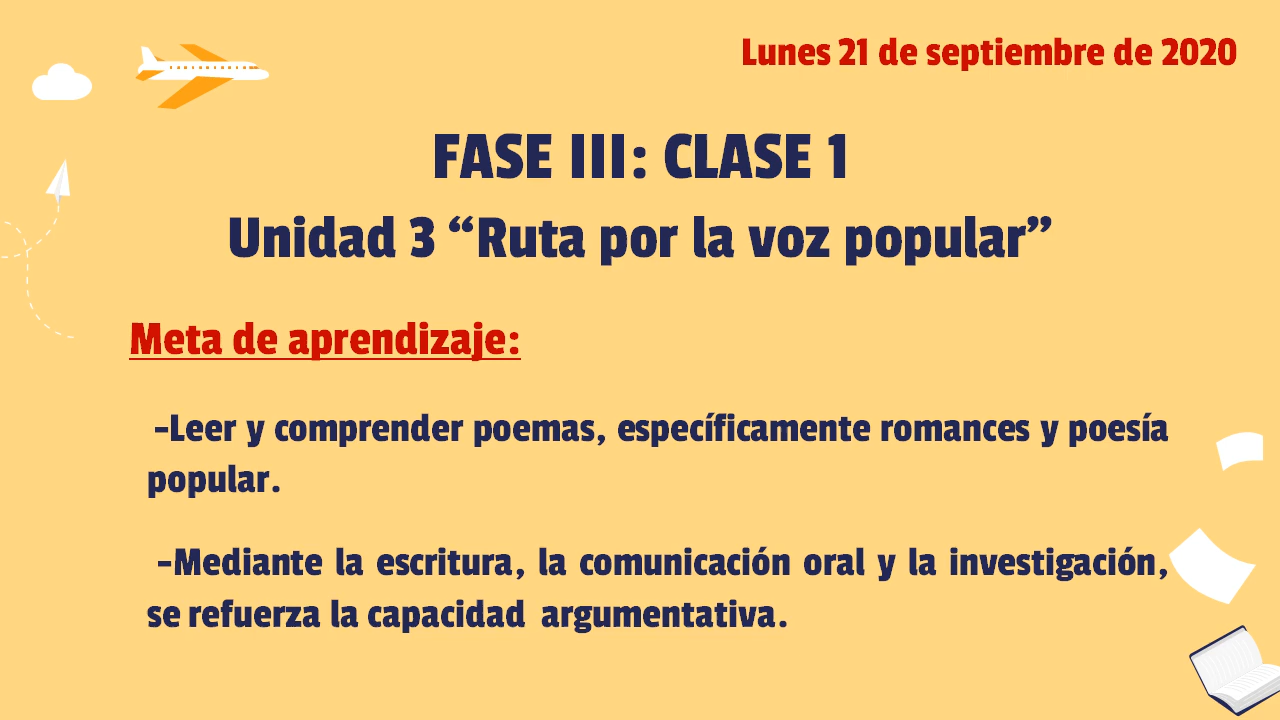 Lunes 21 de septiembre de 2020
FASE III: CLASE 1
Unidad 3 “Ruta por la voz popular”
Meta de aprendizaje:
-Leer y comprender poemas, específicamente romances y poesía
popular.
-Mediante la escritura, la comunicación oral y la investigación,
se refuerza la capacidad argumentativa.